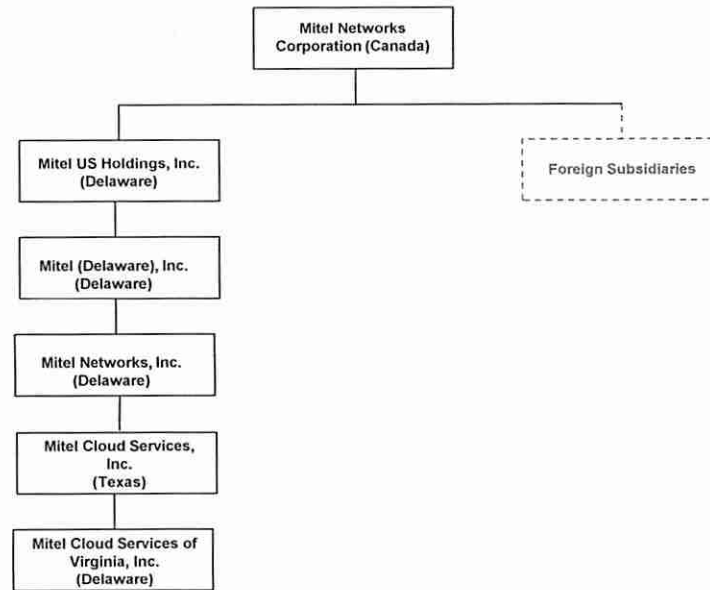 Mitel Networks
Corporation (Canada)
Mitel US Holdings, Inc.
(Delaware)
Foreign Subsidiaries
Mitel (Delaware), Inc.
(Delaware)
Mitel Networks, Inc.
(Delaware)
Mitel Cloud Services,
Inc.
(Texas)
Mitel Cloud Services of
Virginia, Inc.
(Delaware)